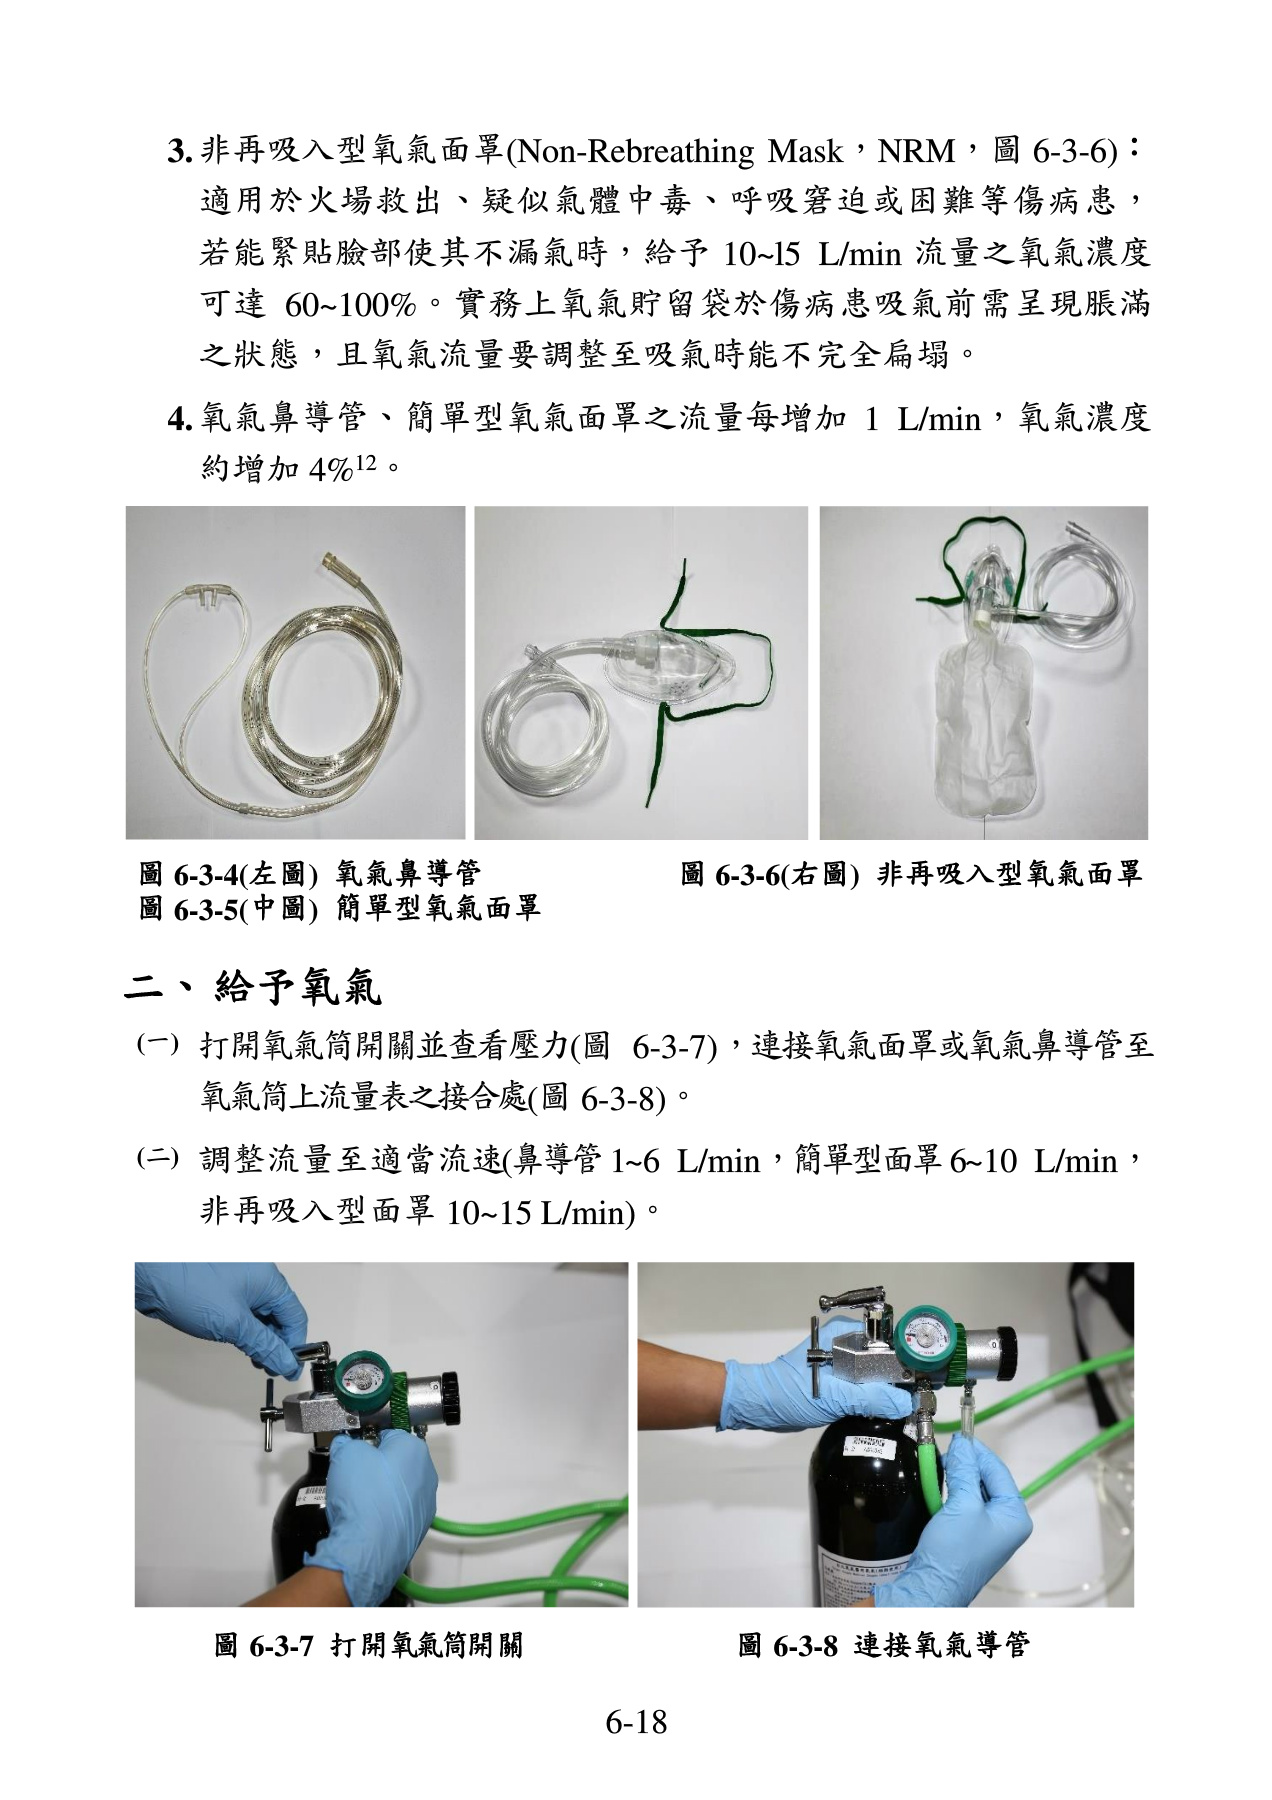 3. 非再吸入型氧氣面罩(Non-Rebreathing Mask，NRM，圖 6-3-6)：
適用於火場救出、疑似氣體中毒、呼吸窘迫或困難等傷病患，
若能緊貼臉部使其不漏氣時，給予 10~15 L/min 流量之氧氣濃度
可達 60~100%。實務上氧氣貯留袋於傷病患吸氣前需呈現脹滿
之狀態，且氧氣流量要調整至吸氣時能不完全扁塌。
4. 氧氣鼻導管、簡單型氧氣面罩之流量每增加 1 L/min，氧氣濃度
約增加 4%¹²。
圖 6-3-4(左圖) 氧氣鼻導管
圖 6-3-5(中圖) 簡單型氧氣面罩
圖 6-3-6(右圖) 非再吸入型氧氣面罩
二、給予氧氣
(一) 打開氧氣筒開關並查看壓力(圖 6-3-7)，連接氧氣面罩或氧氣鼻導管至
氧氣筒上流量表之接合處(圖 6-3-8)。
(二) 調整流量至適當流速(鼻導管 1~6 L/min，簡單型面罩 6~10 L/min，
非再吸入型面罩 10~15 L/min)。
圖 6-3-7 打開氧氣筒開關
圖 6-3-8 連接氧氣導管
6-18